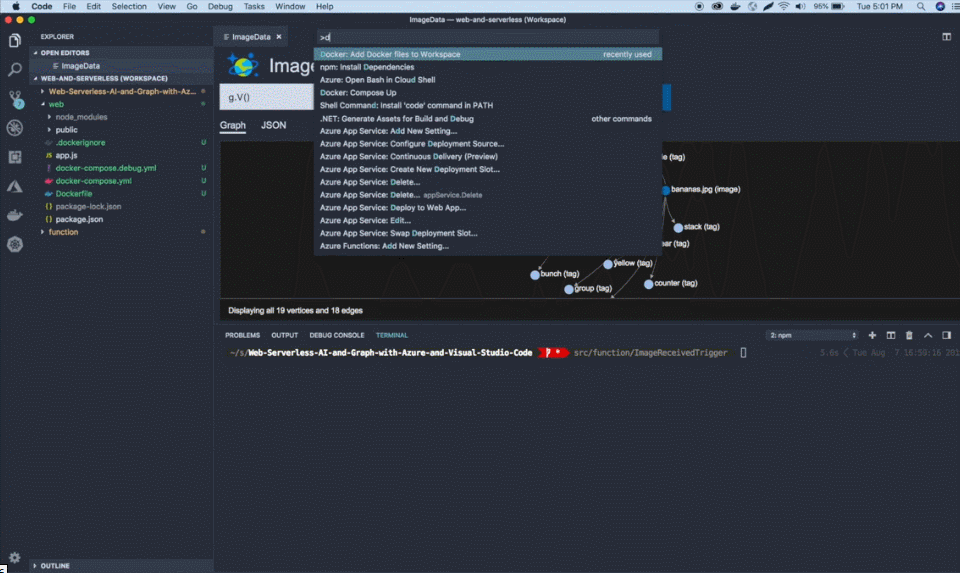 Code File Edit Selection View Go Debug Tasks Window Help 95% Tue 5:01 PM
ImageData — web-and-serverless (Workspace)
EXPLORER
OPEN EDITORS
ImageData
WEB-AND-SERVERLESS (WORKSPACE)
Web-Serverless-AI-and-Graph-with-Az...
web
node_modules
public
.dockerignore U
JS app.js
docker-compose.debug.yml U
docker-compose.yml U
Dockerfile U
package-lock.json
package.json
function
OUTLINE
ImageData
>d
Docker: Add Docker files to Workspace recently used
npm: Install Dependencies
Azure: Open Bash in Cloud Shell
Docker: Compose Up
Shell Command: Install 'code' command in PATH
.NET: Generate Assets for Build and Debug other commands
Azure App Service: Add New Setting...
Azure App Service: Configure Deployment Source...
Azure App Service: Continuous Delivery (Preview)
Azure App Service: Create New Deployment Slot...
Azure App Service: Delete...
Azure App Service: Delete... appService.Delete
Azure App Service: Deploy to Web App...
Azure App Service: Edit...
Azure App Service: Swap Deployment Slot...
Azure Functions: Add New Setting...
Image
g.V()
Graph JSON
(tag)
bananas.jpg (image)
stack (tag)
(tag)
yellow (tag)
bunch (tag)
counter (tag)
group (tag)
Displaying all 19 vertices and 18 edges
PROBLEMS OUTPUT DEBUG CONSOLE TERMINAL 2: npm
~/s/Web-Serverless-AI-and-Graph-with-Azure-and-Visual-Studio-Code src/function/ImageReceivedTrigger 5.0s Tue Aug 7 16:59:16